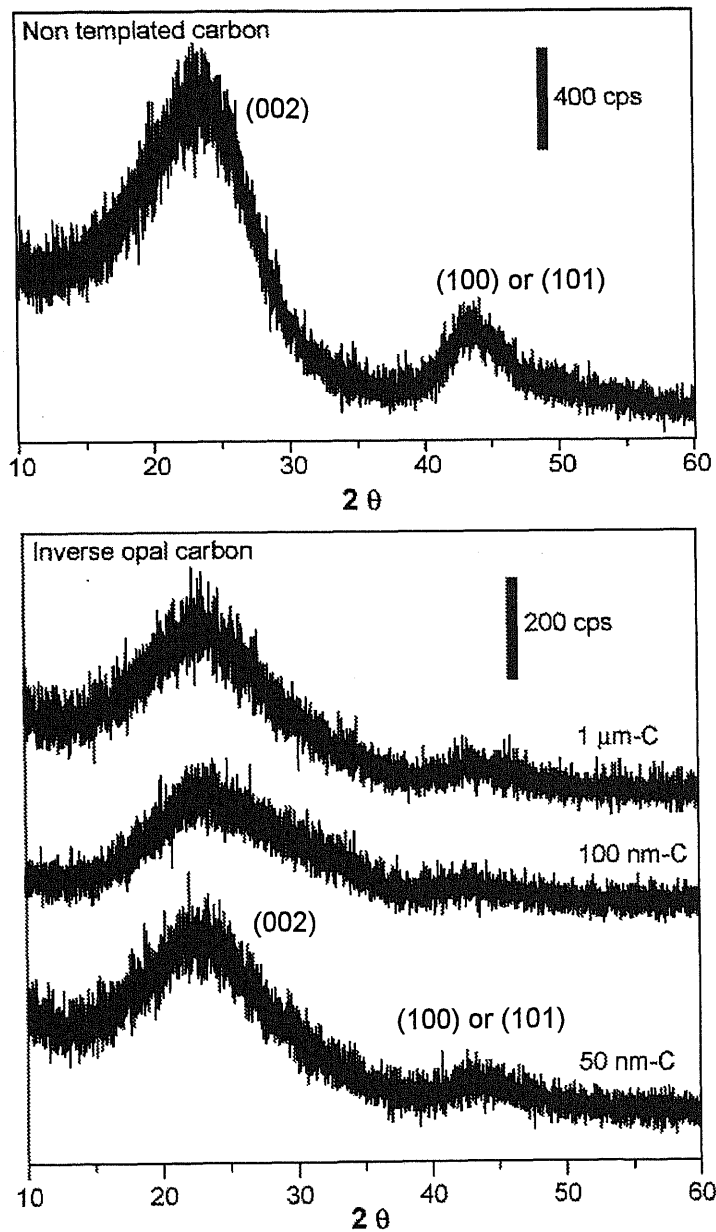 Non templated carbon
(002)
400 cps
(100) or (101)
10 20 30 40 50 60
2 θ
Inverse opal carbon
200 cps
1 μm-C
100 nm-C
(002)
(100) or (101)
50 nm-C
10 20 30 40 50 60
2 θ